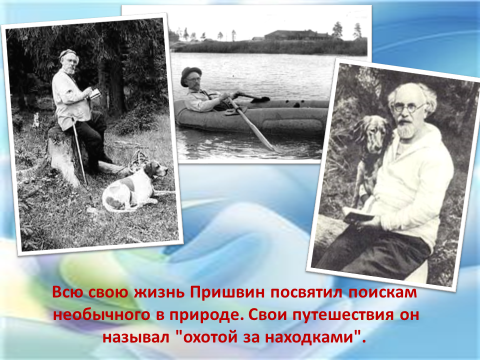 Всю свою жизнь Пришвин посвятил поискам
необычного в природе. Свои путешествия он
называл "охотой за находками".